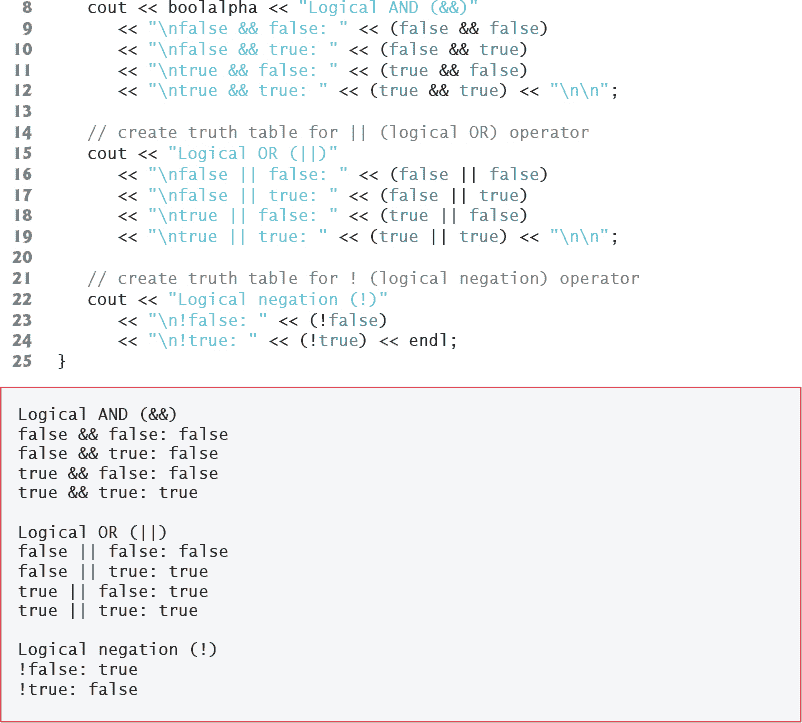 8 cout << boolalpha << "Logical AND (&&)"
9 << "\nfalse && false: " << (false && false)
10 << "\nfalse && true: " << (false && true)
11 << "\ntrue && false: " << (true && false)
12 << "\ntrue && true: " << (true && true) << "\n\n";
13
14 // create truth table for || (logical OR) operator
15 cout << "Logical OR (||)"
16 << "\nfalse || false: " << (false || false)
17 << "\nfalse || true: " << (false || true)
18 << "\ntrue || false: " << (true || false)
19 << "\ntrue || true: " << (true || true) << "\n\n";
20
21 // create truth table for ! (logical negation) operator
22 cout << "Logical negation (!)"
23 << "\n!false: " << (!false)
24 << "\n!true: " << (!true) << endl;
25 }
Logical AND (&&)
false && false: false
false && true: false
true && false: false
true && true: true
Logical OR (||)
false || false: false
false || true: true
true || false: true
true || true: true
Logical negation (!)
!false: true
!true: false